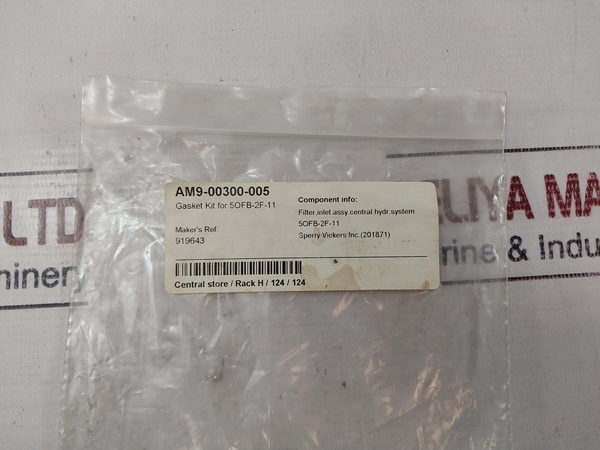 AM9-00300-005
Gasket Kit for 5OFB-2F-11
Maker's Ref:
919643
Component info:
Filter,inlet.assy.central hydr.system
5OFB-2F-11
Sperry Vickers Inc.(201871)
Central store / Rack H / 124 / 124
LTD
hinery
ELIYA MA
rine & Indu